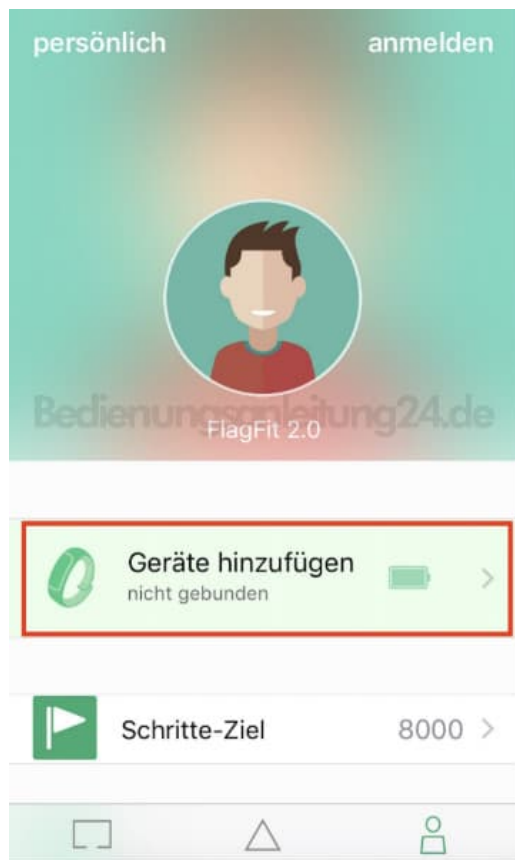 persönlich anmelden
Bedienungsanleitung24.de
FlagFit 2.0
Geräte hinzufügen
nicht gebunden
Schritte-Ziel 8000